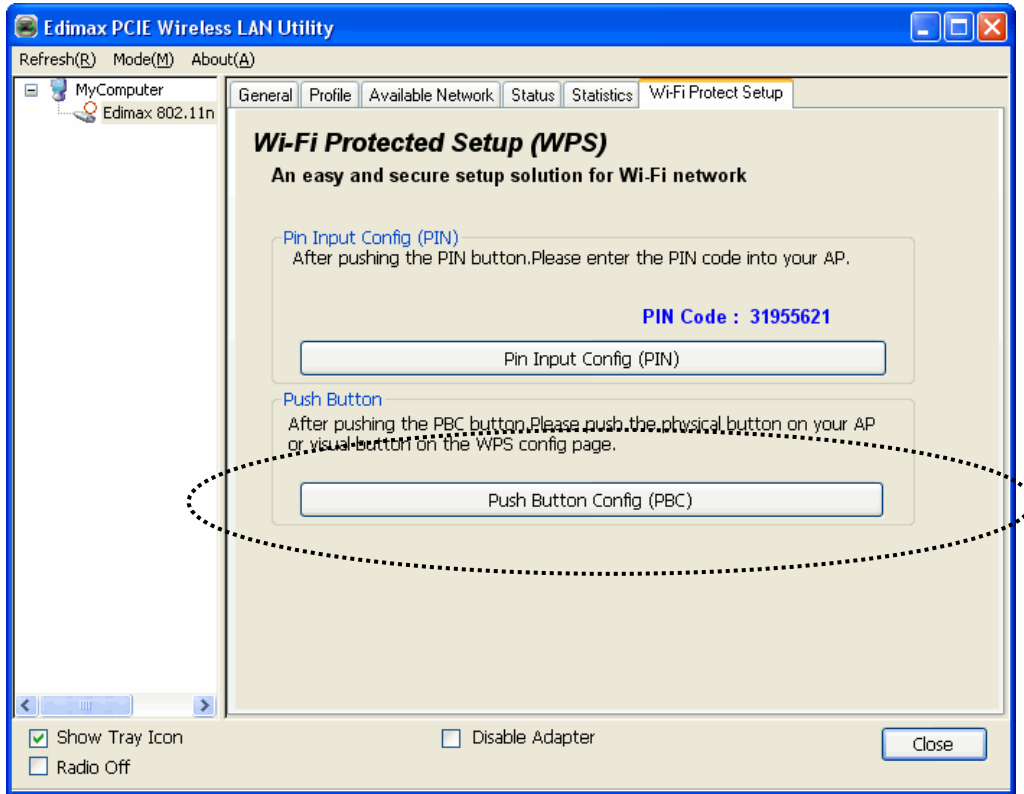 Edimax PCIE Wireless LAN Utility
Refresh(R) Mode(M) About(A)
MyComputer
Edimax 802.11n
General Profile Available Network Status Statistics Wi-Fi Protect Setup
Wi-Fi Protected Setup (WPS)
An easy and secure setup solution for Wi-Fi network
Pin Input Config (PIN)
After pushing the PIN button.Please enter the PIN code into your AP.
PIN Code : 31955621
Pin Input Config (PIN)
Push Button
After pushing the PBC button.Please push the physical button on your AP
or visual button on the WPS config page.
Push Button Config (PBC)
Show Tray Icon
Disable Adapter
Close
Radio Off